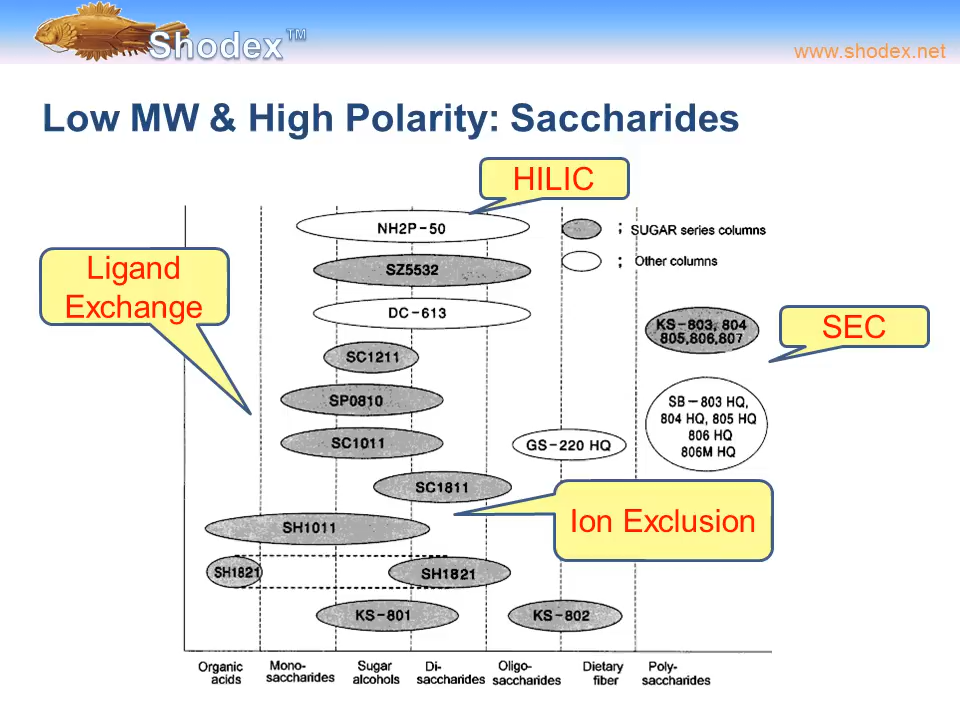 Shodex™
www.shodex.net
Low MW & High Polarity: Saccharides
HILIC
NH2P-50
; SUGAR series columns
Ligand
Exchange
SZ5532
; Other columns
DC-613
KS-803, 804
805,806,807
SEC
SC1211
SP0810
SB-803 HQ,
804 HQ, 805 HQ
806 HQ
806M HQ
SC1011
GS-220 HQ
SC1811
Ion Exclusion
SH1011
SH1821
SH1821
KS-801
KS-802
Organic
acids
Mono-
saccharides
Sugar
alcohols
Di-
saccharides
Oligo-
saccharides
Dietary
fiber
Poly-
saccharides